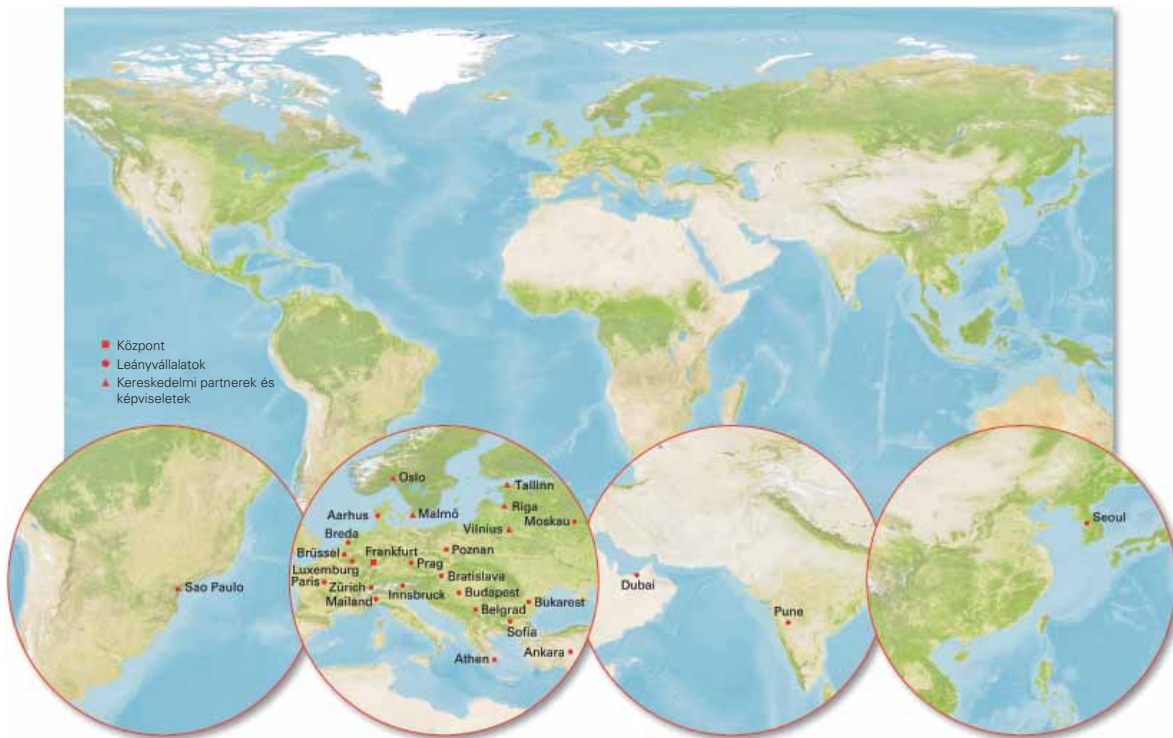 Központ
Leányvállalatok
Kereskedelmi partnerek és
képviseletek
Sao Paulo
Oslo
Tallinn
Riga
Aarhus
Malmö
Moskau
Vilnius
Breda
Brüssel
Frankfurt
Poznan
Luxemburg
Prag
Paris
Zürich
Bratislava
Mailand
Innsbruck
Budapest
Bukarest
Belgrad
Sofia
Athen
Ankara
Dubai
Pune
Seoul